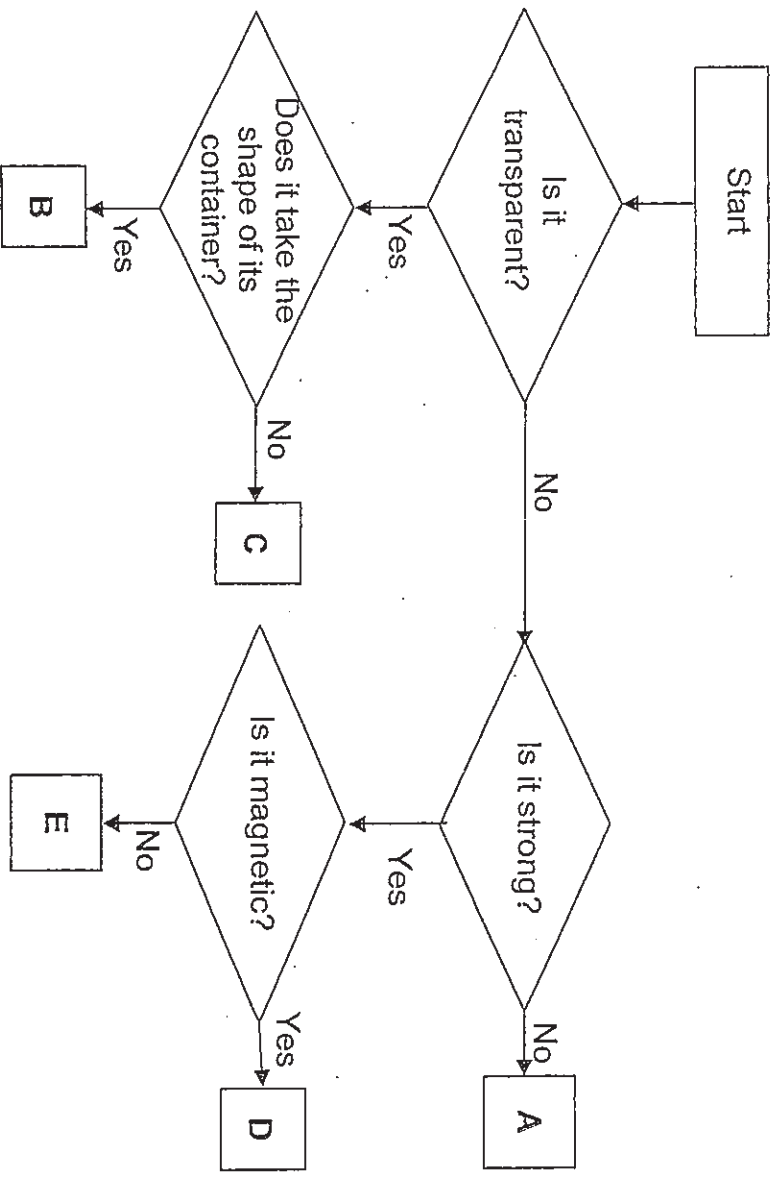 Start
Is it
transparent?
No
Is it strong?
No
A
Yes
Yes
Does it take the
shape of its
container?
No
C
Is it magnetic?
Yes
D
Yes
B
No
E